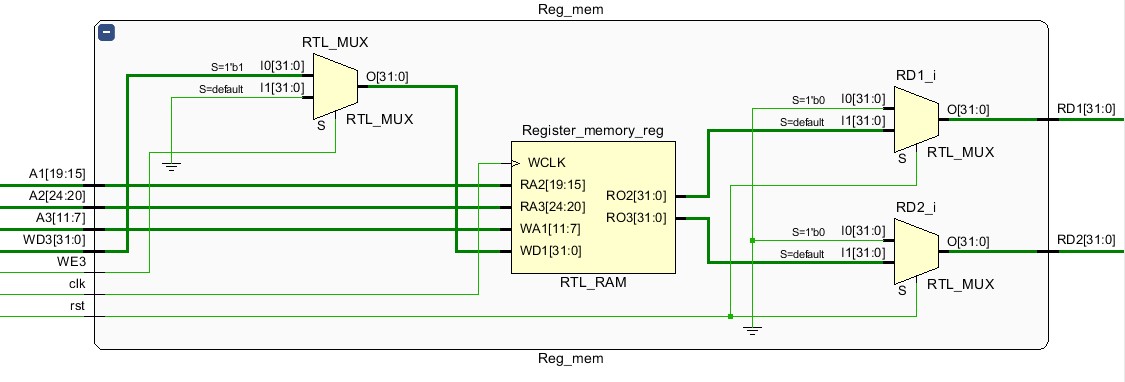 Reg_mem
RTL_MUX
S=1'b1 I0[31:0]
S=default I1[31:0]
O[31:0]
S
RTL_MUX
A1[19:15]
A2[24:20]
A3[11:7]
WD3[31:0]
WE3
clk
rst
Register_memory_reg
WCLK
RA2[19:15]
RA3[24:20]
WA1[11:7]
WD1[31:0]
RO2[31:0]
RO3[31:0]
RTL_RAM
RD1_i
S=1'b0 I0[31:0]
S=default I1[31:0]
O[31:0]
S
RTL_MUX
RD1[31:0]
RD2_i
S=1'b0 I0[31:0]
S=default I1[31:0]
O[31:0]
S
RTL_MUX
RD2[31:0]
Reg_mem